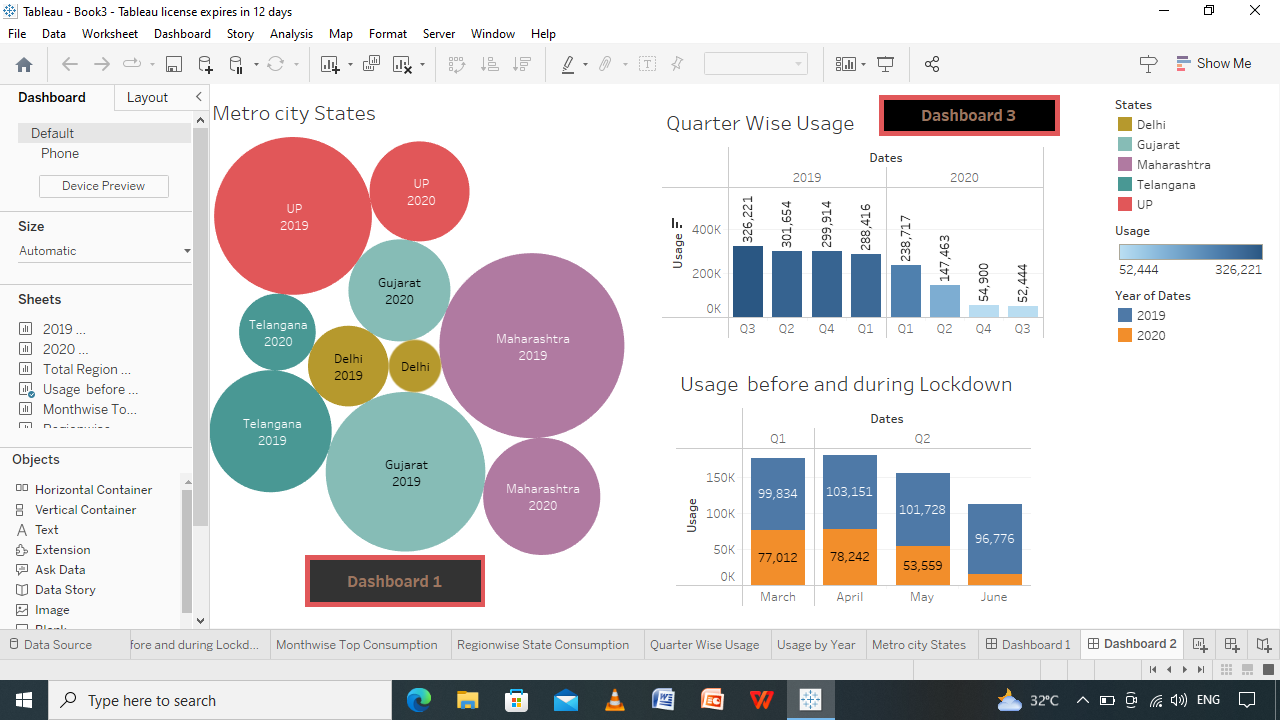 Tableau - Book3 - Tableau license expires in 12 days
File Data Worksheet Dashboard Story Analysis Map Format Server Window Help
Show Me
Dashboard Layout
Default
Phone
Device Preview
Size
Automatic
Sheets
2019 ...
2020 ...
Total Region ...
Usage before ...
Monthwise To...
Objects
Horizontal Container
Vertical Container
Text
Extension
Ask Data
Data Story
Image
Metro city States
UP
2019
UP
2020
Gujarat
2020
Telangana
2020
Delhi
2019
Delhi
Maharashtra
2019
Telangana
2019
Gujarat
2019
Maharashtra
2020
Dashboard 1
Dashboard 3
Quarter Wise Usage
Dates
2019 2020
Usage
400K
200K
0K
326,221 301,654 299,914 288,416 238,717 147,463 54,900 52,444
Q3 Q2 Q4 Q1 Q1 Q2 Q4 Q3
Usage before and during Lockdown
Dates
Q1 Q2
Usage
150K
100K
50K
0K
99,834 103,151 101,728 96,776
77,012 78,242 53,559
March April May June
States
Delhi
Gujarat
Maharashtra
Telangana
UP
Usage
52,444 326,221
Year of Dates
2019
2020
Data Source fore and during Lockd... Monthwise Top Consumption Regionwise State Consumption Quarter Wise Usage Usage by Year Metro city States Dashboard 1 Dashboard 2
Type here to search
32°C ENG